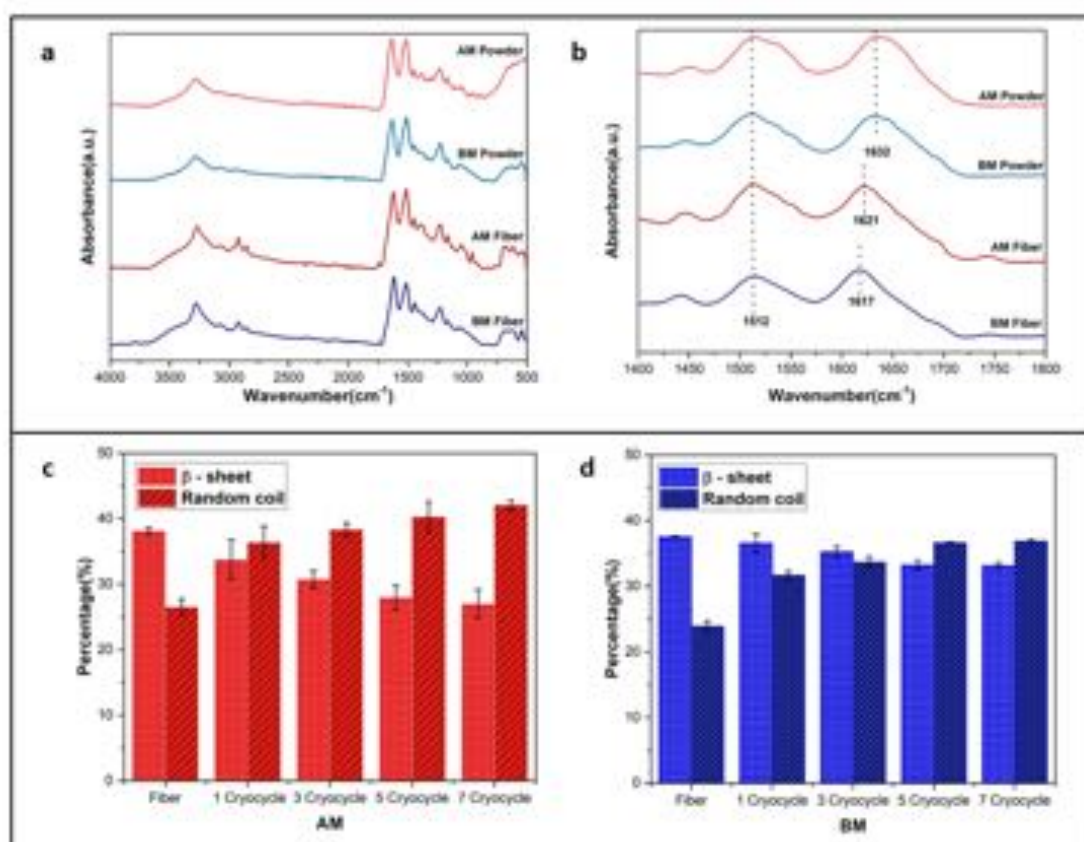 a
AM Powder
BM Powder
AM Fiber
BM Fiber
Absorbance(a.u.)
4000 3500 3000 2500 2000 1500 1000 500
Wavenumber(cm⁻¹)
b
AM Powder
1632
BM Powder
1621
AM Fiber
1617
1512
BM Fiber
Absorbance(a.u.)
1400 1450 1500 1550 1600 1650 1700 1750 1800
Wavenumber(cm⁻¹)
c
β - sheet
Random coil
Percentage(%)
50
40
30
20
10
0
Fiber 1 Cryocycle 3 Cryocycle 5 Cryocycle 7 Cryocycle
AM
d
β - sheet
Random coil
Percentage(%)
50
40
30
20
10
0
Fiber 1 Cryocycle 3 Cryocycle 5 Cryocycle 7 Cryocycle
BM